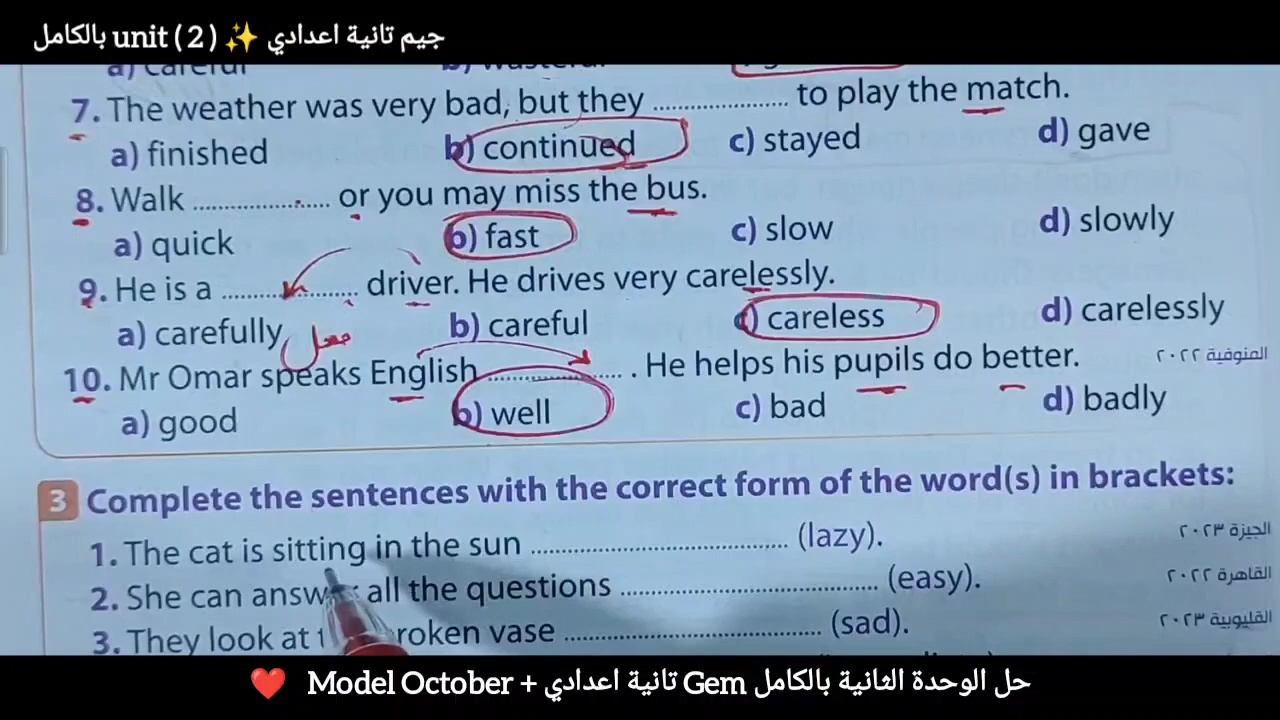 جيم تانية اعدادي ✨ unit ( 2 ) بالكامل
a) careful b) wasteful
7. The weather was very bad, but they .................... to play the match.
a) finished b) continued c) stayed d) gave
8. Walk .................... or you may miss the bus.
a) quick b) fast c) slow d) slowly
9. He is a .................... driver. He drives very carelessly.
a) carefully b) careful c) careless d) carelessly
10. Mr Omar speaks English .................... . He helps his pupils do better. المنوفية ٢٠٢٢
a) good b) well c) bad d) badly
3 Complete the sentences with the correct form of the word(s) in brackets:
1. The cat is sitting in the sun .................... (lazy). الجيزة ٢٠٢٣
2. She can answer all the questions .................... (easy). القاهرة ٢٠٢٢
3. They look at roken vase .................... (sad). القليوبية ٢٠٢٣
حل الوحدة الثانية بالكامل Gem تانية اعدادي + Model October ❤️